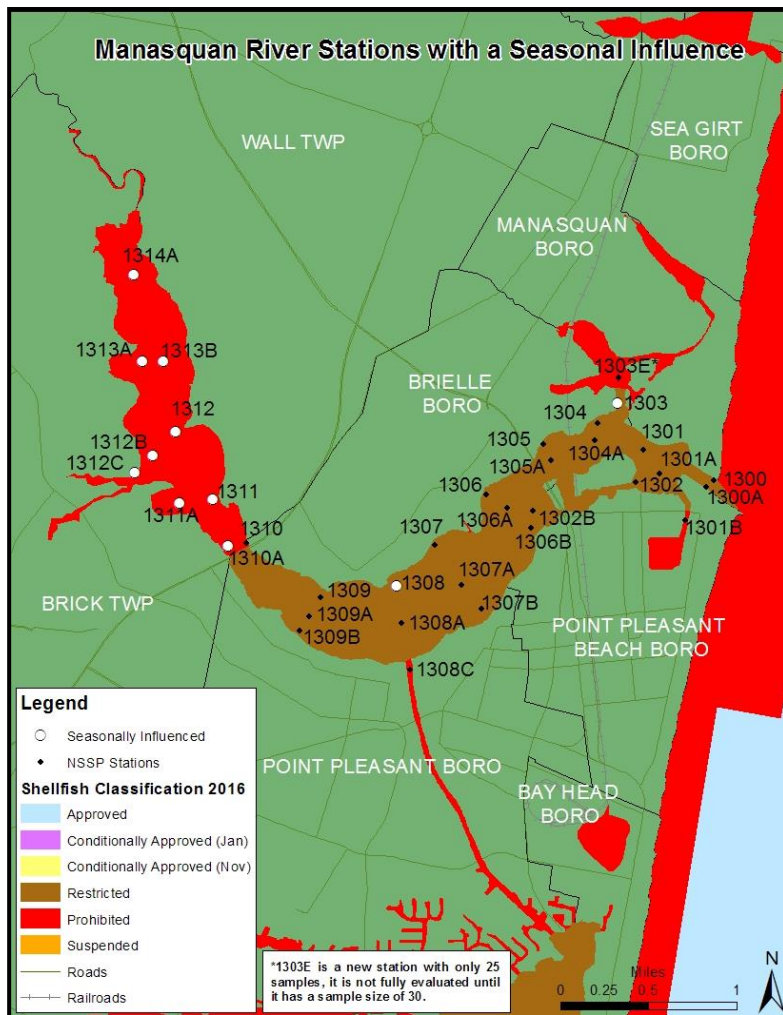 Manasquan River Stations with a Seasonal Influence
SEA GIRT
BORO
WALL TWP
MANASQUAN
BORO
1314A
1313A
1313B
1303E*
BRIELLE
BORO
1303
1312
1304
1301
1312B
1305
1304A
1301A
1312C
1305A
1302
1300
1306
1300A
1311
1311A
1306A
1302B
1301B
1310
1306B
1307
1310A
1308
1307A
1309
BRICK TWP
1309A
1307B
1308A
1309B
POINT PLEASANT
BEACH BORO
1308C
Legend
Seasonally Influenced
NSSP Stations
Shellfish Classification 2016
Approved
Conditionally Approved (Jan)
Conditionally Approved (Nov)
Restricted
Prohibited
Suspended
Roads
Railroads
POINT PLEASANT BORO
BAY HEAD
BORO
*1303E is a new station with only 25
samples, it is not fully evaluated until
it has a sample size of 30.
Miles
0 0.25 0.5 1
N